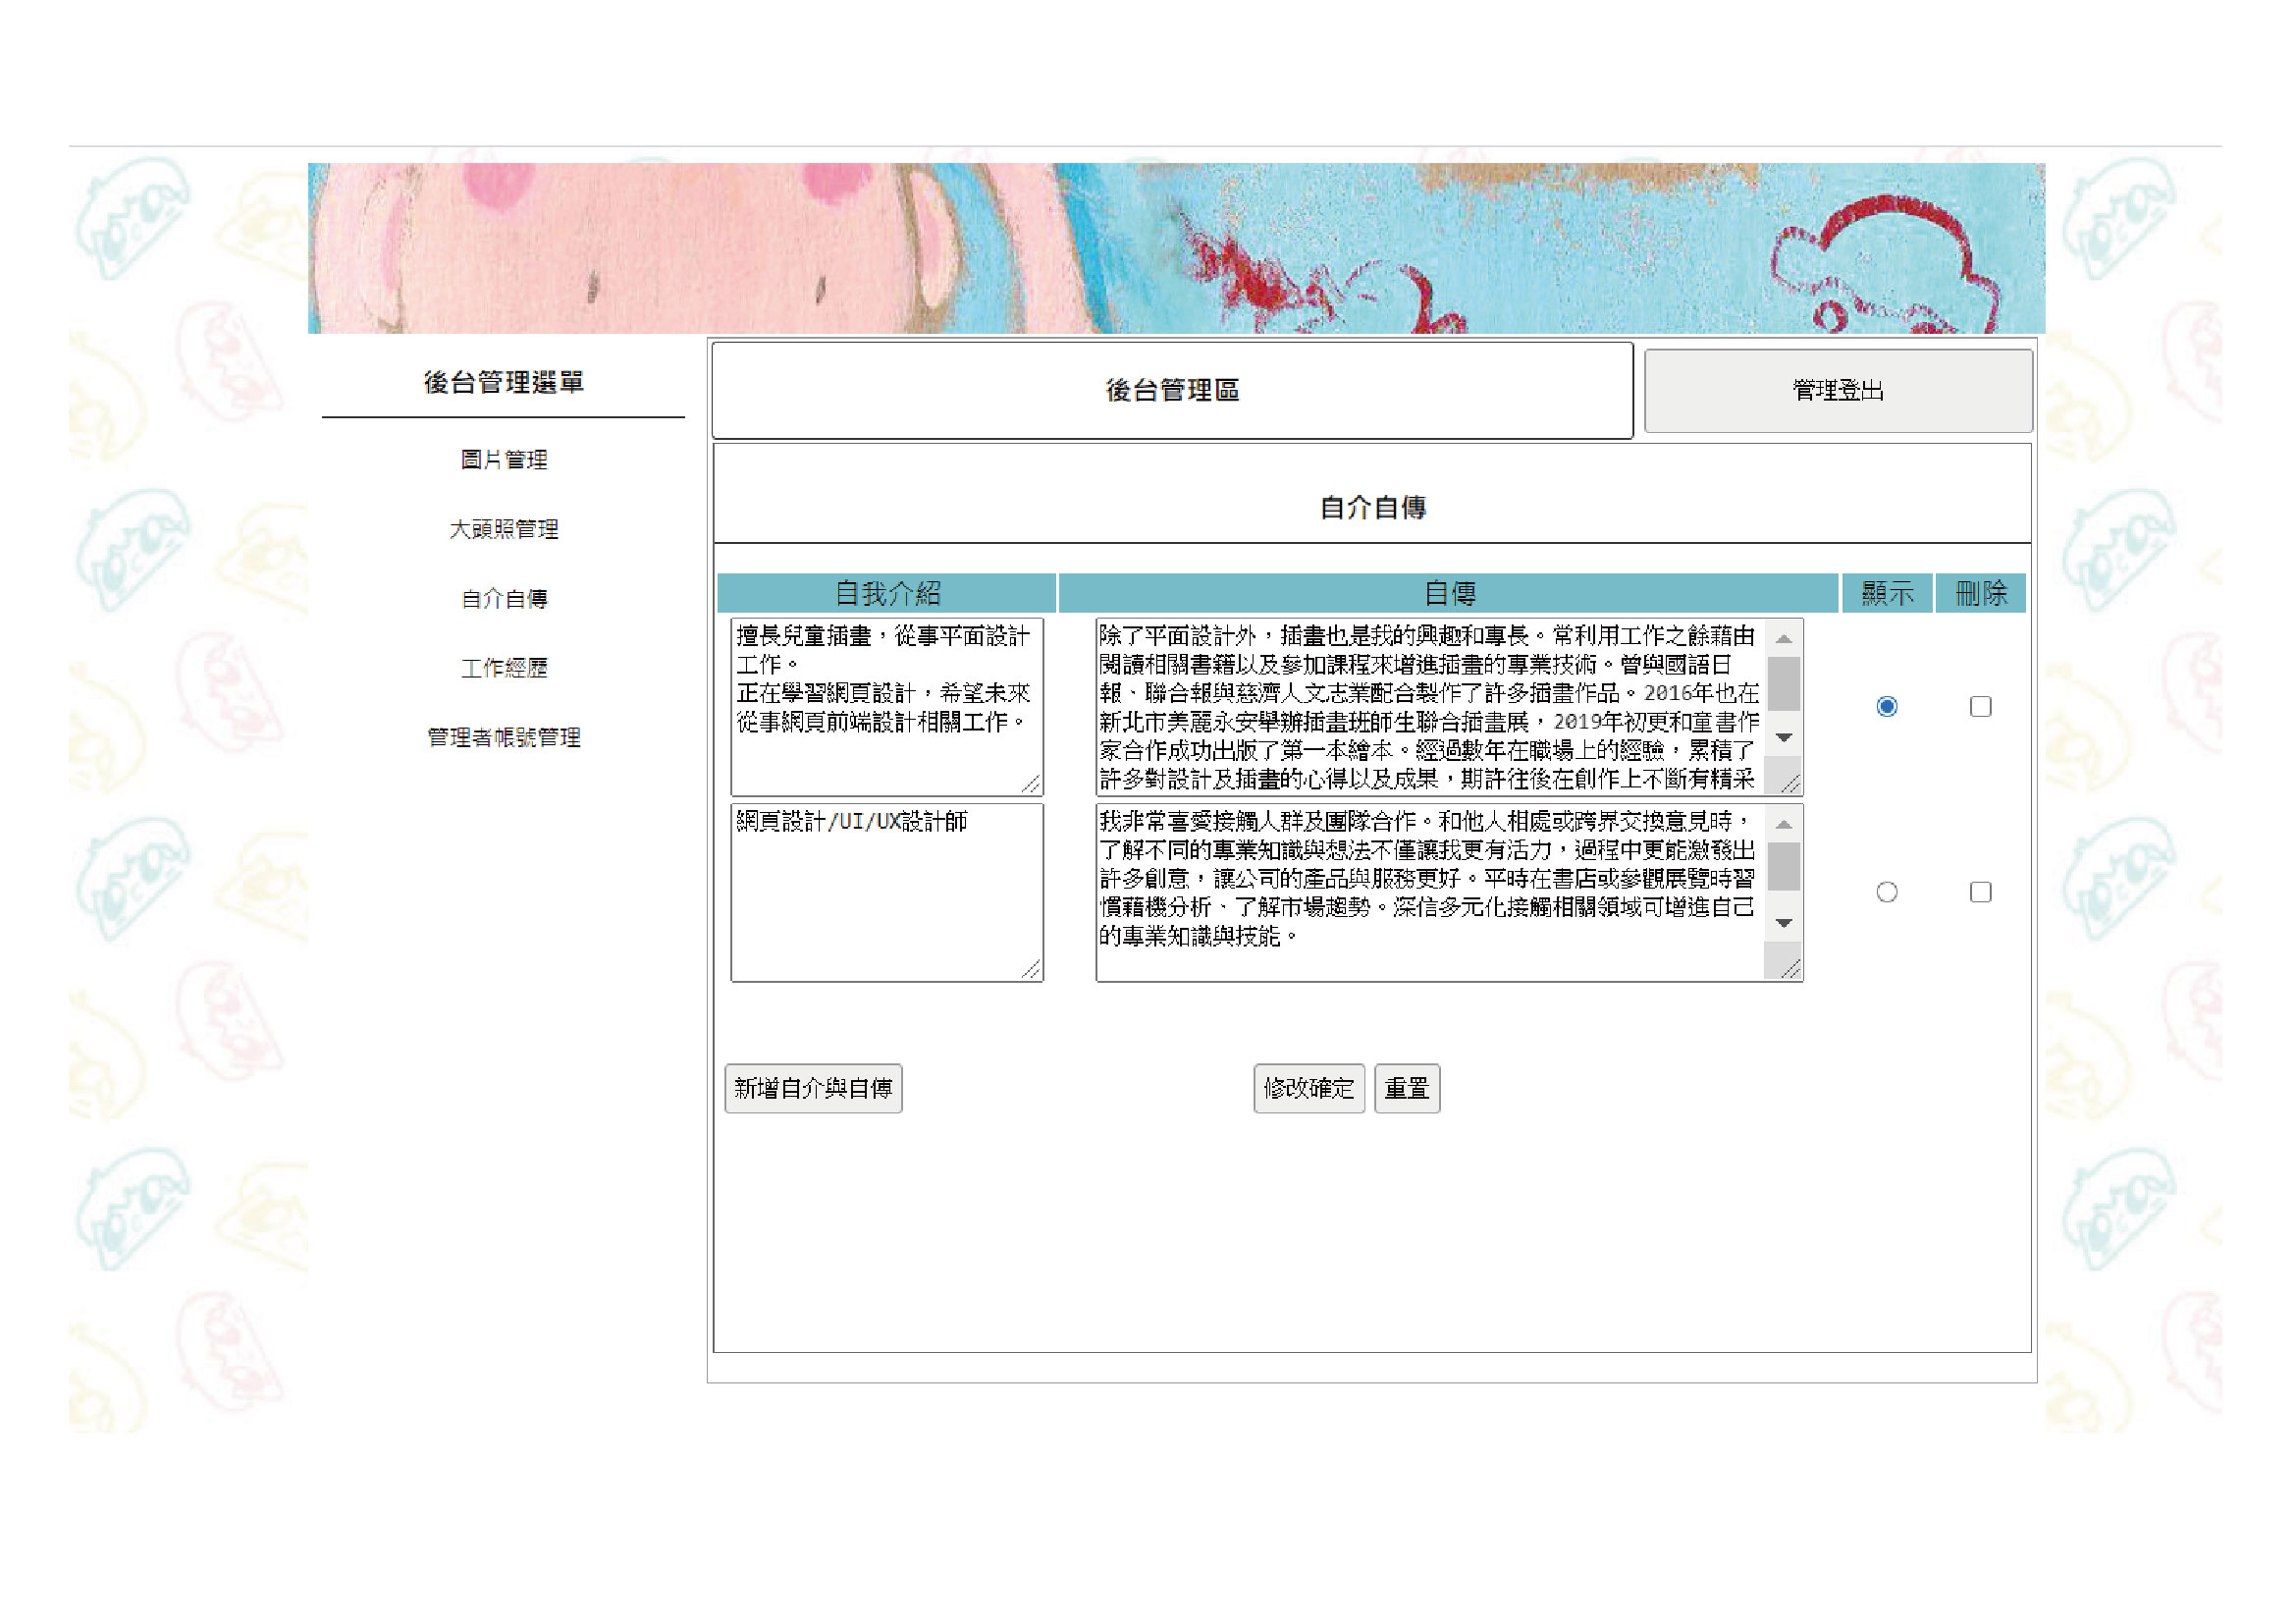 後台管理選單
圖片管理
大頭照管理
自介自傳
工作經歷
管理者帳號管理
後台管理區
管理登出
自介自傳
自我介紹
自傳
顯示
刪除
擅長兒童插畫，從事平面設計
工作。
正在學習網頁設計，希望未來
從事網頁前端設計相關工作。
除了平面設計外，插畫也是我的興趣和專長。常利用工作之餘藉由
閱讀相關書籍以及參加課程來增進插畫的專業技術。曾與國語日
報、聯合報與慈濟人文志業配合製作了許多插畫作品。2016年也在
新北市美麗永安舉辦插畫班師生聯合插畫展，2019年初更和童書作
家合作成功出版了第一本繪本。經過數年在職場上的經驗，累積了
許多對設計及插畫的心得以及成果，期許往後在創作上不斷有精采
網頁設計/UI/UX設計師
我非常喜愛接觸人群及團隊合作。和他人相處或跨界交換意見時，
了解不同的專業知識與想法不僅讓我更有活力，過程中更能激發出
許多創意，讓公司的產品與服務更好。平時在書店或參觀展覽時習
慣藉機分析、了解市場趨勢。深信多元化接觸相關領域可增進自己
的專業知識與技能。
新增自介與自傳
修改確定
重置